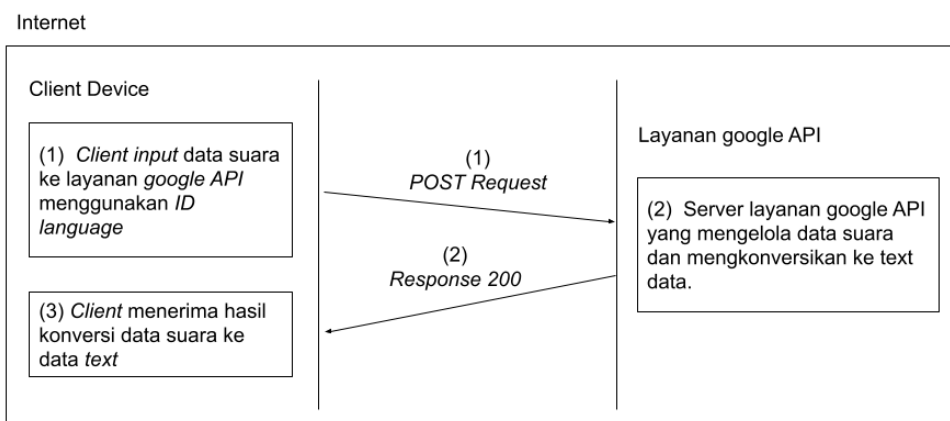 Internet
Client Device
(1) Client input data suara
ke layanan google API
menggunakan ID
language
(1)
POST Request
(2)
Response 200
(3) Client menerima hasil
konversi data suara ke
data text
Layanan google API
(2) Server layanan google API
yang mengelola data suara
dan mengkonversikan ke text
data.